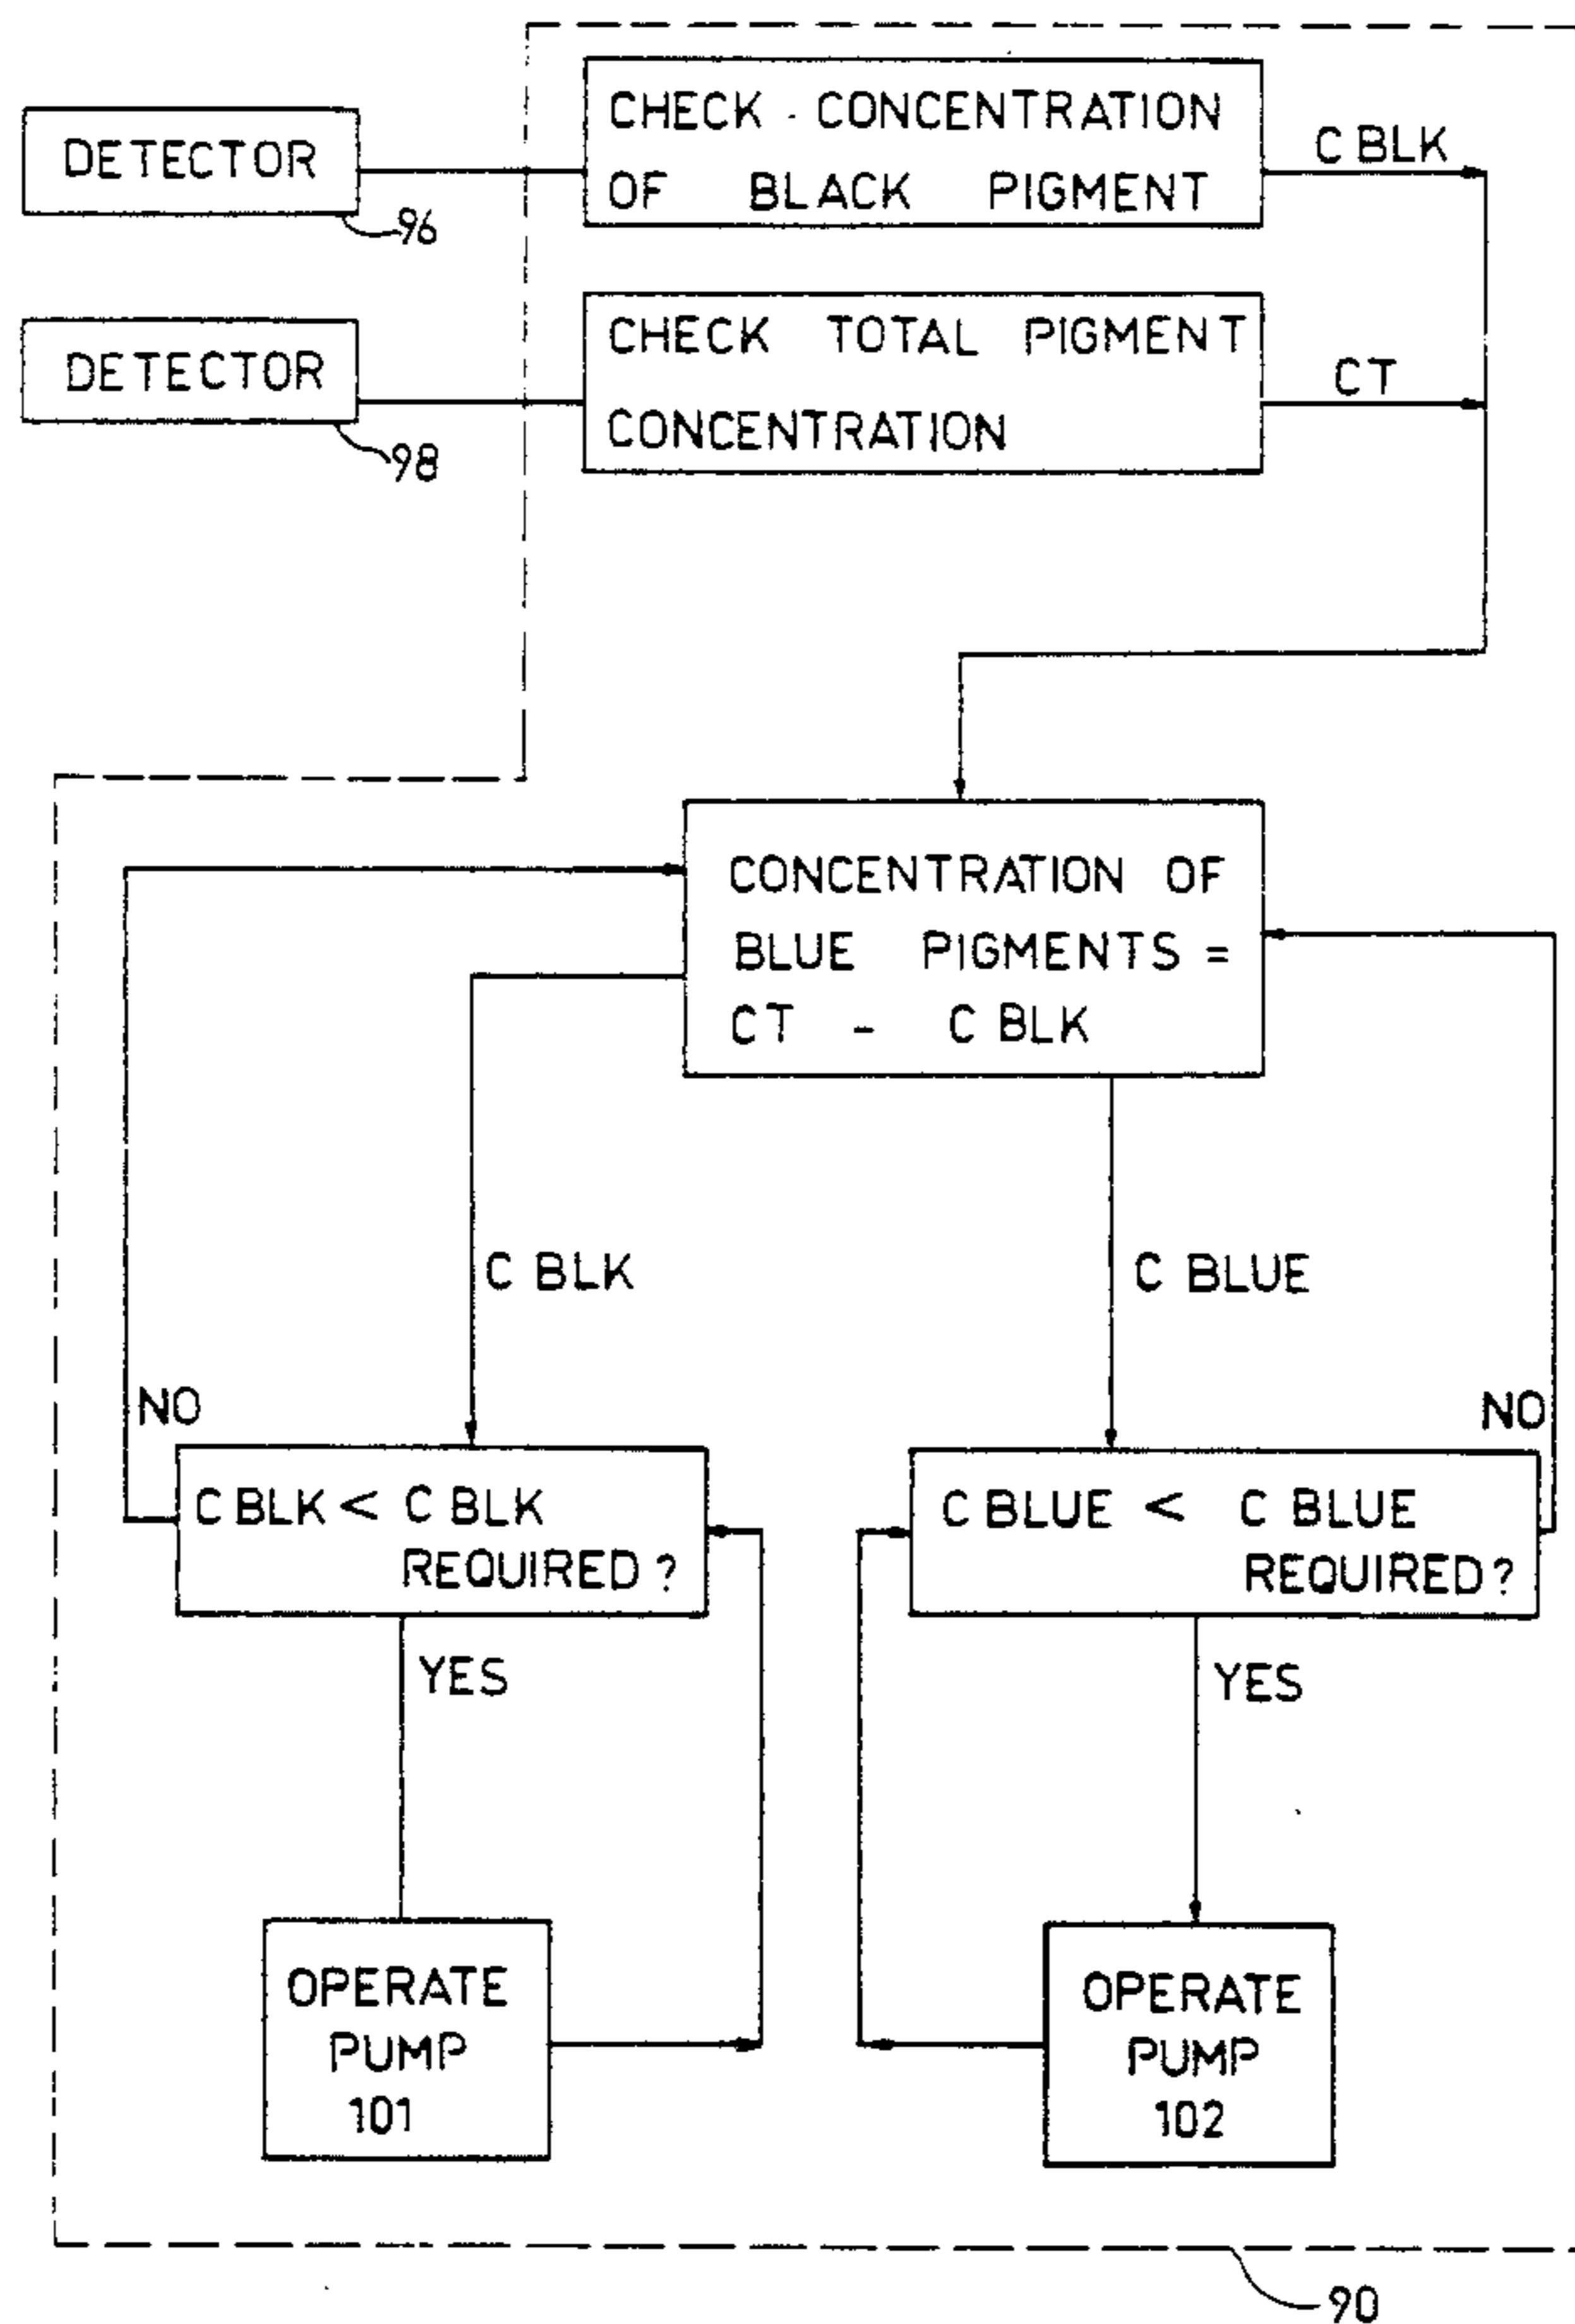 DETECTOR
96
CHECK CONCENTRATION
OF BLACK PIGMENT
C BLK
DETECTOR
98
CHECK TOTAL PIGMENT
CONCENTRATION
CT
CONCENTRATION OF
BLUE PIGMENTS =
CT - C BLK
C BLK
C BLUE
NO
NO
C BLK < C BLK
REQUIRED?
C BLUE < C BLUE
REQUIRED?
YES
YES
OPERATE
PUMP
101
OPERATE
PUMP
102
90